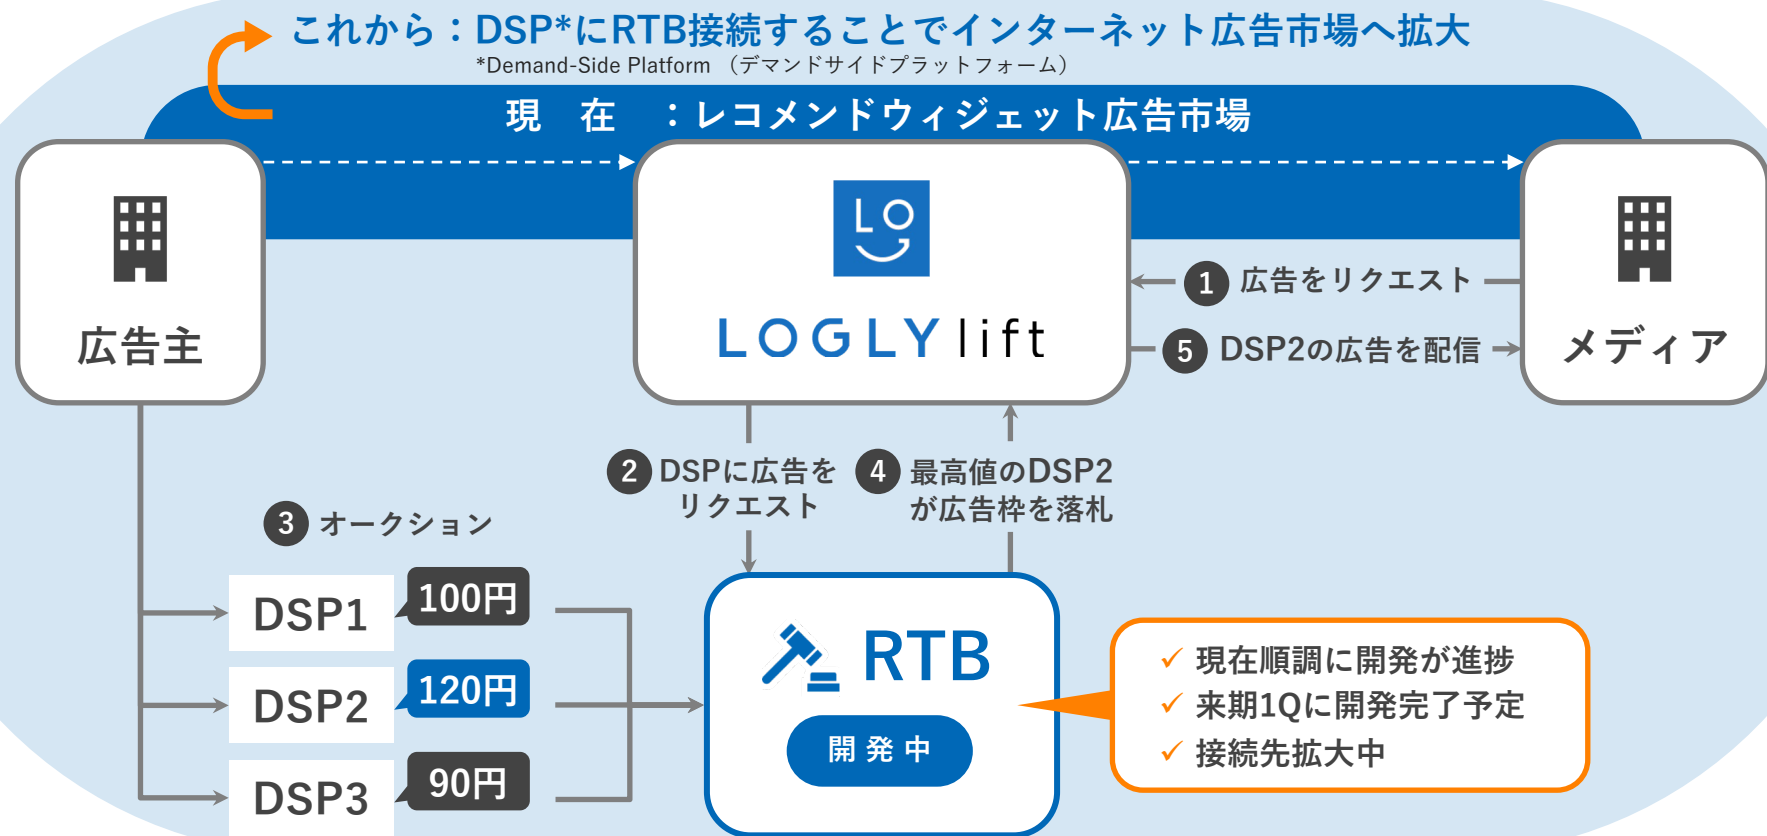 これから：DSP*にRTB接続することでインターネット広告市場へ拡大
*Demand-Side Platform （デマンドサイドプラットフォーム）
現 在 ：レコメンドウィジェット広告市場
広告主
LO
LOGLY lift
メディア
1 広告をリクエスト
5 DSP2の広告を配信
2 DSPに広告を
リクエスト
4 最高値のDSP2
が広告枠を落札
3 オークション
DSP1 100円
DSP2 120円
DSP3 90円
RTB
開発中
✓ 現在順調に開発が進捗
✓ 来期1Qに開発完了予定
✓ 接続先拡大中